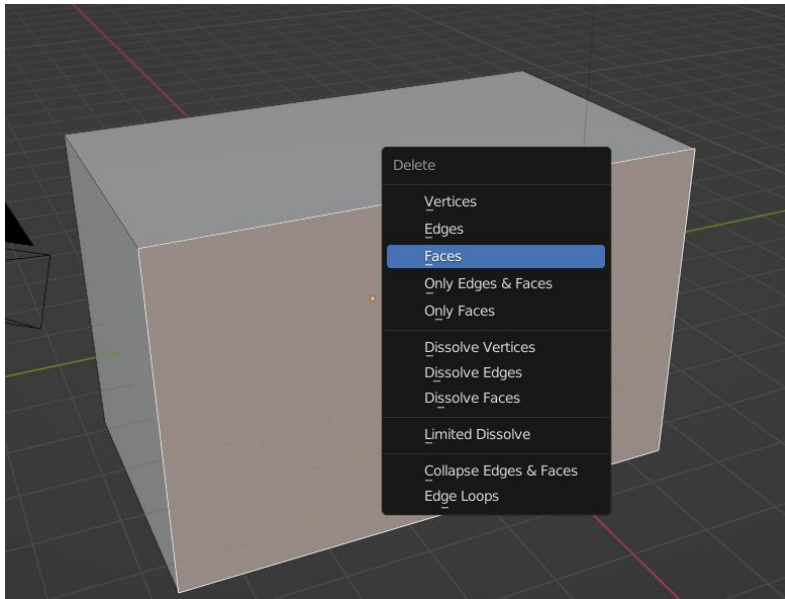 Delete
Vertices
Edges
Faces
Only Edges & Faces
Only Faces
Dissolve Vertices
Dissolve Edges
Dissolve Faces
Limited Dissolve
Collapse Edges & Faces
Edge Loops